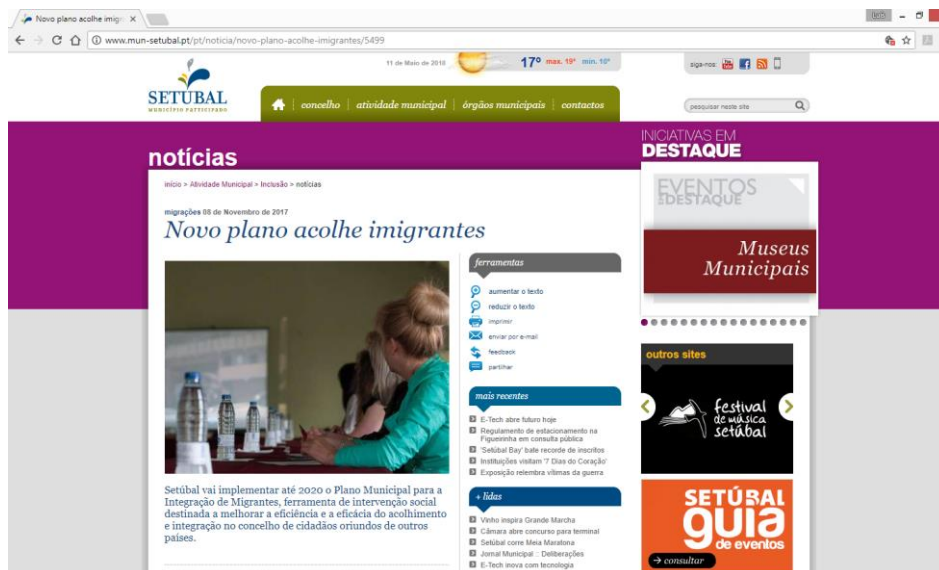 Novo plano acolhe imig
www.mun-setubal.pt/pt/noticia/novo-plano-acolhe-imigrantes/5499
11 de Maio de 2018
17º max. 19º min. 10º
siga-nos:
SETÚBAL
MUNICÍPIO PARTICIPADO
concelho | atividade municipal | órgãos municipais | contactos
pesquisar neste site
notícias
INICIATIVAS EM
DESTAQUE
início > Atividade Municipal > Inclusão > notícias
migrações 08 de Novembro de 2017
Novo plano acolhe imigrantes
ferramentas
aumentar o texto
reduzir o texto
imprimir
enviar por e-mail
feedback
partilhar
mais recentes
E-Tech abre futuro hoje
Regulamento de estacionamento na
Figueirinha em consulta pública
'Setúbal Bay' bate recorde de inscritos
Instituições visitam '7 Dias do Coração'
Exposição relembra vítimas da guerra
+ lidas
Vinho inspira Grande Marcha
Câmara abre concurso para terminal
Setúbal corre Meia Maratona
Jornal Municipal :: Deliberações
E-Tech inova com tecnologia
Setúbal vai implementar até 2020 o Plano Municipal para a
Integração de Migrantes, ferramenta de intervenção social
destinada a melhorar a eficiência e a eficácia do acolhimento
e integração no concelho de cidadãos oriundos de outros
países.
EVENTOS
EM DESTAQUE
Museus
Municipais
outros sites
festival
de música
setúbal
SETÚBAL
guia
de eventos
consultar